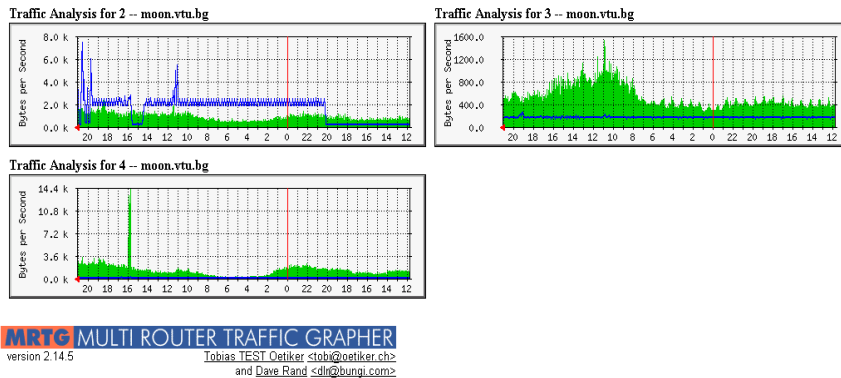 Traffic Analysis for 2 -- moon.vtu.bg
Bytes per Second
8.0 k
6.0 k
4.0 k
2.0 k
0.0 k
20 18 16 14 12 10 8 6 4 2 0 22 20 18 16 14 12
Traffic Analysis for 3 -- moon.vtu.bg
Bytes per Second
1600.0
1200.0
800.0
400.0
0.0
20 18 16 14 12 10 8 6 4 2 0 22 20 18 16 14 12
Traffic Analysis for 4 -- moon.vtu.bg
Bytes per Second
14.4 k
10.8 k
7.2 k
3.6 k
0.0 k
20 18 16 14 12 10 8 6 4 2 0 22 20 18 16 14 12
MRTG MULTI ROUTER TRAFFIC GRAPHER
version 2.14.5 Tobias TEST Oetiker <tobi@oetiker.ch>
and Dave Rand <dlr@bungi.com>